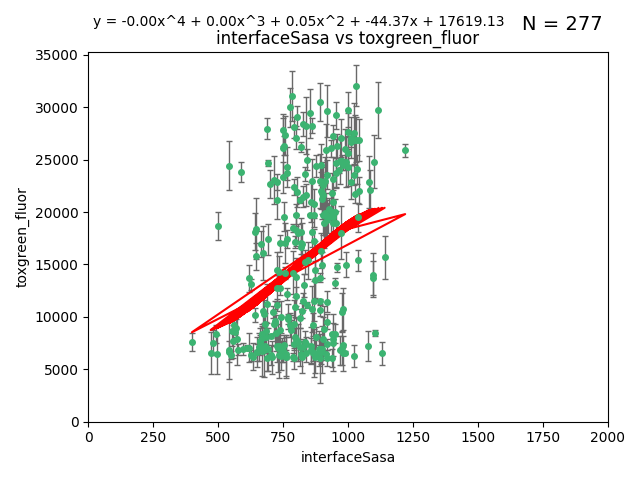 y = -0.00x^4 + 0.00x^3 + 0.05x^2 + -44.37x + 17619.13 N = 277
interfaceSasa vs toxgreen_fluor
35000
30000
25000
20000
15000
10000
5000
0
toxgreen_fluor
0 250 500 750 1000 1250 1500 1750 2000
interfaceSasa